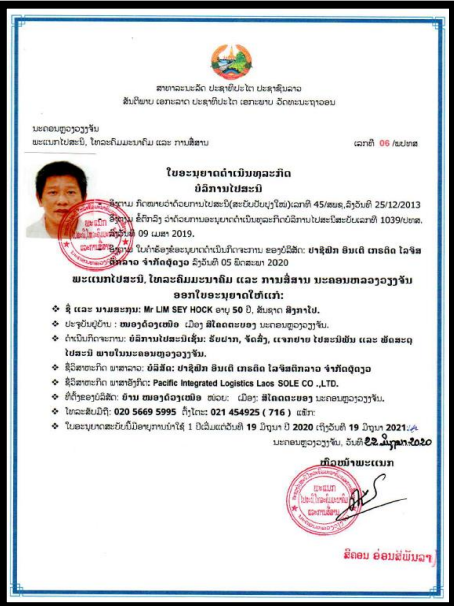 ສາທາລະນະລັດ ປະຊາທິປະໄຕ ປະຊາຊົນລາວ
ສັນຕິພາບ ເອກະລາດ ປະຊາທິປະໄຕ ເອກະພາບ ວັດທະນະຖາວອນ
ນະຄອນຫຼວງວຽງຈັນ
ພະແນກໄປສະນີ, ໂທລະຄົມມະນາຄົມ ແລະ ການສື່ສານ ເລກທີ 06 /ພປທສ
ໃບອະນຸຍາດດຳເນີນທຸລະກິດ
ບໍລິການໄປສະນີ
ອີງຕາມ ກົດໝາຍວ່າດ້ວຍການໄປສະນີ(ສະບັບປັບປຸງໃໝ່)ເລກທີ 45/ສພຊ,ລົງວັນທີ 25/12/2013
ອີງຕາມ ຂໍ້ຕົກລົງ ວ່າດ້ວຍການອະນຸຍາດດຳເນີນທຸລະກິດບໍລິການໄປສະນີສະບັບເລກທີ 1039/ປທສ.
ລົງວັນທີ 09 ເມສາ 2019.
ອີງຕາມ ໃບຄຳຮ້ອງຂໍອະນຸຍາດດຳເນີນກິດຈະການ ຂອງບໍລິສັດ: ປາຊີຟິກ ອິນເຕີ ເກຣດິດ ໂລຈິສ
ຕິກລາວ ຈຳກັດຜູ້ດຽວ ລົງວັນທີ 05 ພຶດສະພາ 2020
ພະແນກໄປສະນີ, ໂທລະຄົມມະນາຄົມ ແລະ ການສື່ສານ ນະຄອນຫລວງວຽງຈັນ
ອອກໃບອະນຸຍາດໃຫ້ແກ່:
❖ ຊື່ ແລະ ນາມສະກຸນ: Mr LIM SEY HOCK ອາຍຸ 50 ປີ, ສັນຊາດ ສິງກາໂປ.
❖ ປະຈຸບັນຢູ່ບ້ານ : ໜອງດ້ວງເໜືອ ເມືອງ ສີໂຄດຕະບອງ ນະຄອນຫຼວງວຽງຈັນ.
❖ ດຳເນີນກິດຈະການ: ບໍລິການໄປສະນີເຊັ່ນ: ຮັບຝາກ, ຈັດສົ່ງ, ແຈກຢາຍ ໄປສະນີພັນ ແລະ ພັດສະດຸ
ໄປສະນີ ພາຍໃນນະຄອນຫຼວງວຽງຈັນ.
❖ ຊື່ວິສາຫະກິດ ພາສາລາວ: ບໍລິສັດ: ປາຊີຟິກ ອິນເຕີ ເກຣດິດ ໂລຈິສຕິກລາວ ຈຳກັດຜູ້ດຽວ
❖ ຊື່ວິສາຫະກິດ ພາສາອັງກິດ: Pacific Integrated Logistics Laos SOLE CO .,LTD.
❖ ທີ່ຕັ້ງຂອງບໍລິສັດ: ບ້ານ ໜອງດ້ວງເໜືອ ໜ່ວຍ: ເມືອງ: ສີໂຄດຕະບອງ ນະຄອນຫຼວງວຽງຈັນ.
❖ ໂທລະສັບມືຖື: 020 5669 5995 ຕັ້ງໂຕະ: 021 454925 ( 716 ) ແຟັກ:
❖ ໃບອະນຸຍາດສະບັບນີ້ມີອາຍຸການນຳໃຊ້ 1 ປີເລີ່ມແຕ່ວັນທີ 19 ມິຖຸນາ ປີ 2020 ເຖິງວັນທີ 19 ມິຖຸນາ 2021.
ນະຄອນຫຼວງວຽງຈັນ, ວັນທີ 22 ມິຖຸນາ 2020
ຫົວໜ້າພະແນກ
ສີຄອນ ອ່ອນສີພັນລາ